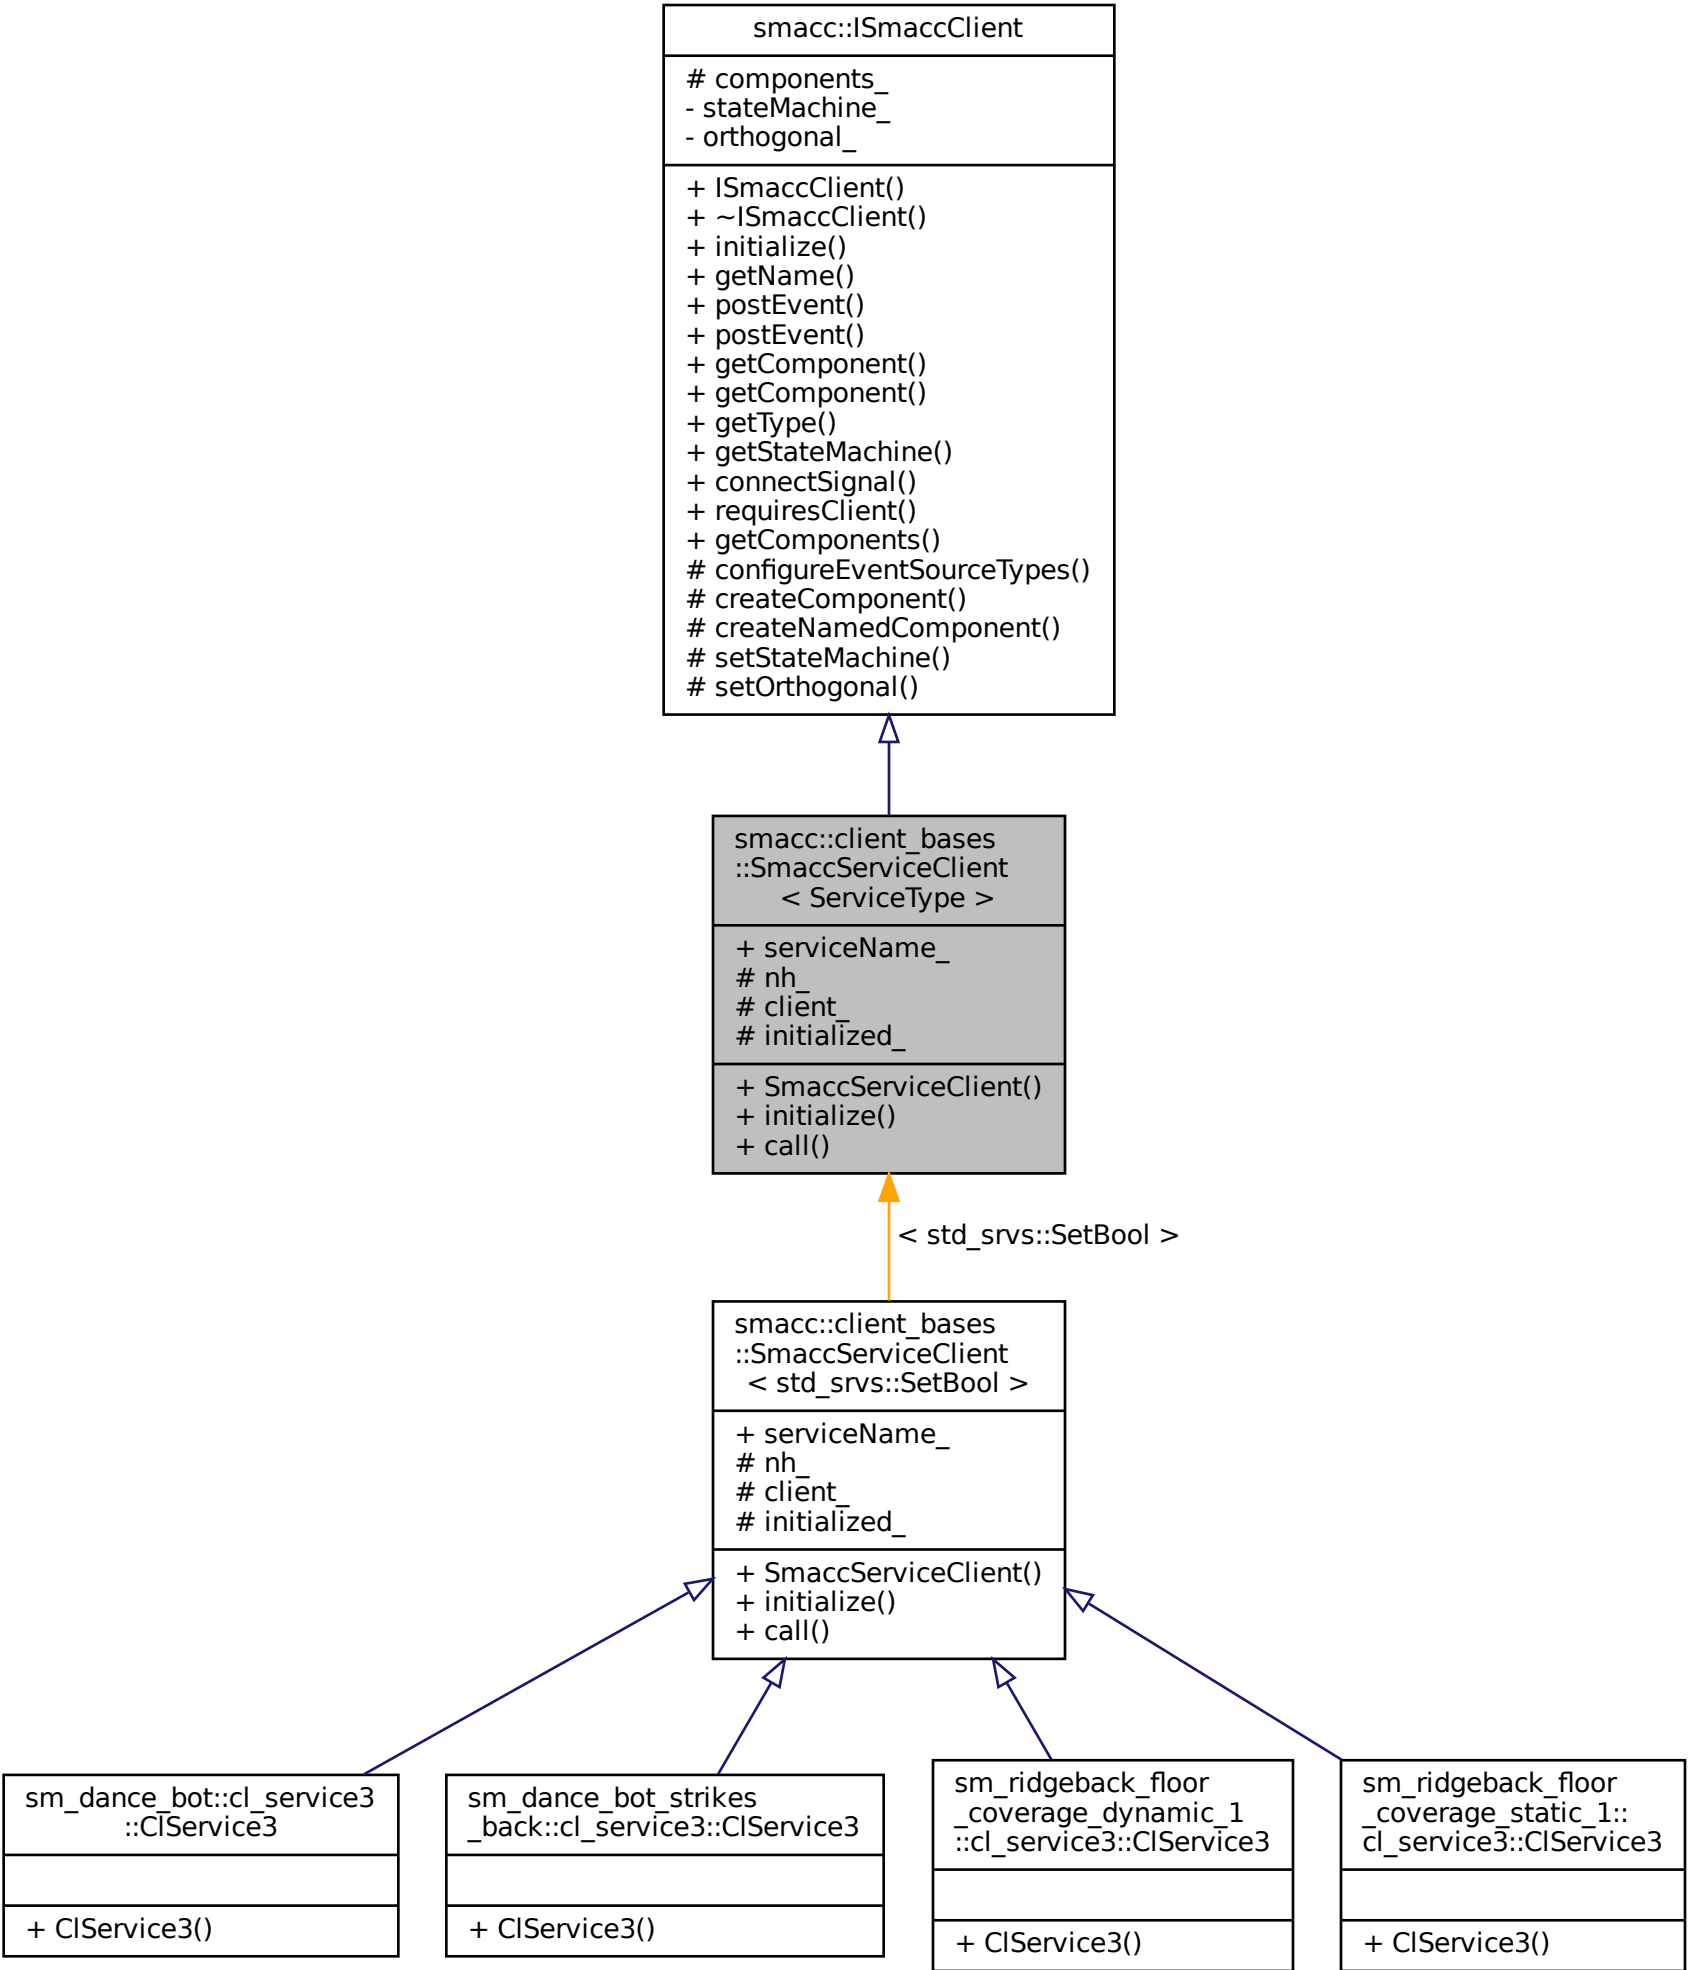 smacc::ISmaccClient
# components_
- stateMachine_
- orthogonal_
+ ISmaccClient()
+ ~ISmaccClient()
+ initialize()
+ getName()
+ postEvent()
+ postEvent()
+ getComponent()
+ getComponent()
+ getType()
+ getStateMachine()
+ connectSignal()
+ requiresClient()
+ getComponents()
# configureEventSourceTypes()
# createComponent()
# createNamedComponent()
# setStateMachine()
# setOrthogonal()
smacc::client_bases
::SmaccServiceClient
< ServiceType >
+ serviceName_
# nh_
# client_
# initialized_
+ SmaccServiceClient()
+ initialize()
+ call()
< std_srvs::SetBool >
smacc::client_bases
::SmaccServiceClient
< std_srvs::SetBool >
+ serviceName_
# nh_
# client_
# initialized_
+ SmaccServiceClient()
+ initialize()
+ call()
sm_dance_bot::cl_service3
::ClService3
+ ClService3()
sm_dance_bot_strikes
_back::cl_service3::ClService3
+ ClService3()
sm_ridgeback_floor
_coverage_dynamic_1
::cl_service3::ClService3
+ ClService3()
sm_ridgeback_floor
_coverage_static_1::
cl_service3::ClService3
+ ClService3()